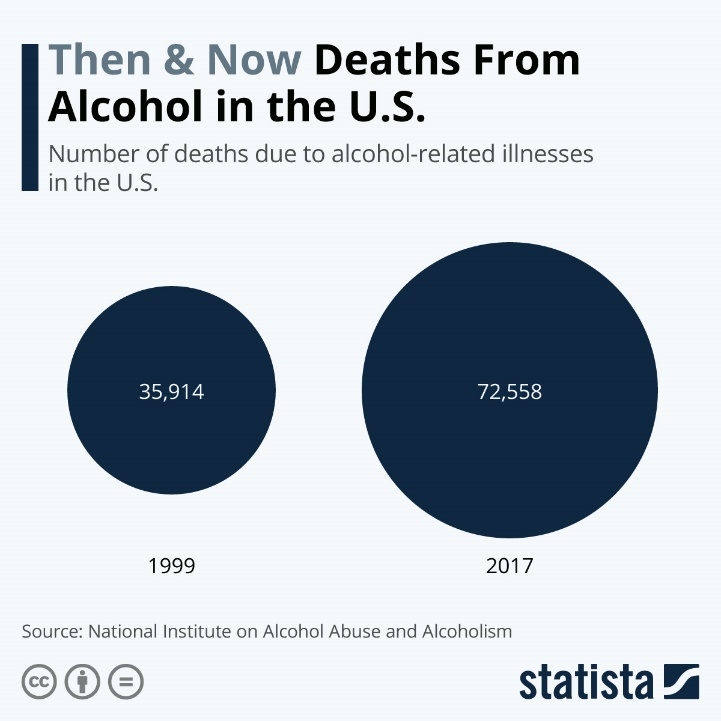 Then & Now Deaths From
Alcohol in the U.S.
Number of deaths due to alcohol-related illnesses
in the U.S.
35,914
72,558
1999
2017
Source: National Institute on Alcohol Abuse and Alcoholism
cc
=
statista